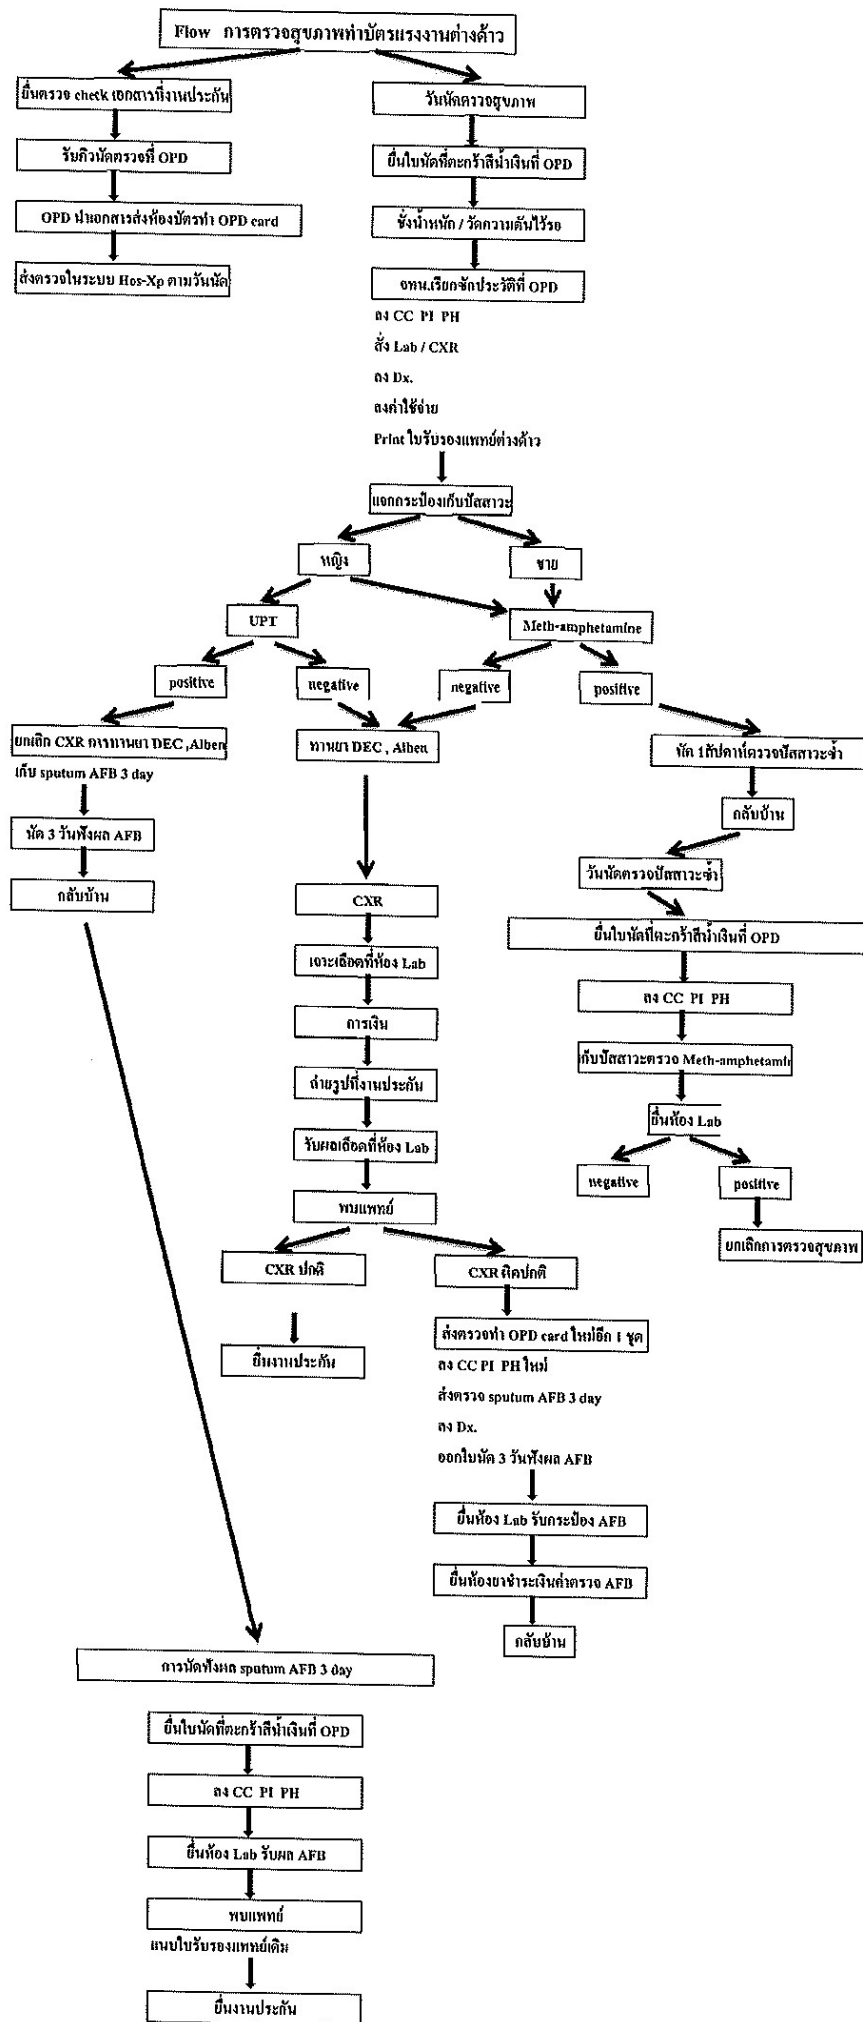 Flow การตรวจสุขภาพทำบัตรแรงงานต่างด้าว
ยื่นตรวจ check เอกสารที่งานประกัน
รับคิวนัดตรวจที่ OPD
OPD นำเอกสารส่งห้องบัตรทำ OPD card
ส่งตรวจในระบบ Hos-Xp ตามวันนัด
วันนัดตรวจสุขภาพ
ยื่นใบนัดที่ตะกร้าสีน้ำเงินที่ OPD
ชั่งน้ำหนัก / วัดความดันไว้รอ
จทน.เรียกซักประวัติที่ OPD
ลง CC PI PH
สั่ง Lab / CXR
ลง Dx.
ลงค่าใช้จ่าย
Print ใบรับรองแพทย์ต่างด้าว
แจกกระป๋องเก็บปัสสาวะ
หญิง
ชาย
UPT
Meth-amphetamine
positive
negative
negative
positive
ยกเลิก CXR การทานยา DEC ,Alben
เก็บ sputum AFB 3 day
นัด 3 วันฟังผล AFB
กลับบ้าน
ทานยา DEC , Alben
CXR
เจาะเลือดที่ห้อง Lab
การเงิน
ถ่ายรูปที่งานประกัน
รับผลเลือดที่ห้อง Lab
พบแพทย์
CXR ปกติ
ยื่นงานประกัน
CXR ผิดปกติ
ส่งตรวจทำ OPD card ใหม่อีก 1 ชุด
ลง CC PI PH ใหม่
ส่งตรวจ sputum AFB 3 day
ลง Dx.
ออกใบนัด 3 วันฟังผล AFB
ยื่นห้อง Lab รับกระป๋อง AFB
ยื่นห้องยาชำระเงินค่าตรวจ AFB
กลับบ้าน
นัด 1สัปดาห์ตรวจปัสสาวะซ้ำ
กลับบ้าน
วันนัดตรวจปัสสาวะซ้ำ
ยื่นใบนัดที่ตะกร้าสีน้ำเงินที่ OPD
ลง CC PI PH
เก็บปัสสาวะตรวจ Meth-amphetamin
ยื่นห้อง Lab
negative
positive
ยกเลิกการตรวจสุขภาพ
การนัดฟังผล sputum AFB 3 day
ยื่นใบนัดที่ตะกร้าสีน้ำเงินที่ OPD
ลง CC PI PH
ยื่นห้อง Lab รับผล AFB
พบแพทย์
แนบใบรับรองแพทย์เดิม
ยื่นงานประกัน